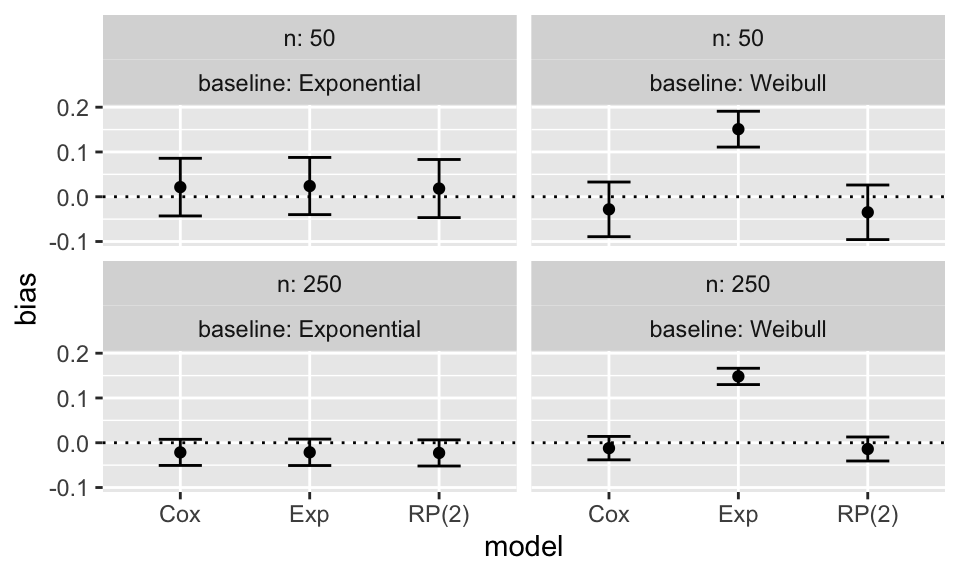 n: 50
n: 50
baseline: Exponential
baseline: Weibull
0.2
0.1
0.0
-0.1
n: 250
n: 250
baseline: Exponential
baseline: Weibull
0.2
0.1
0.0
-0.1
bias
Cox Exp RP(2)
Cox Exp RP(2)
model